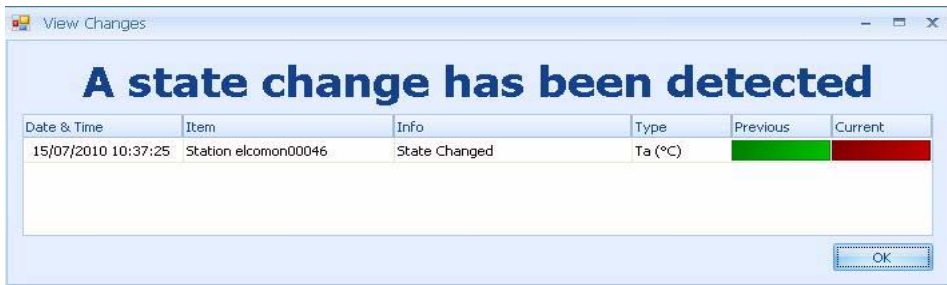 View Changes
A state change has been detected
Date & Time Item Info Type Previous Current
15/07/2010 10:37:25 Station elcomon00046 State Changed Ta (°C)
OK